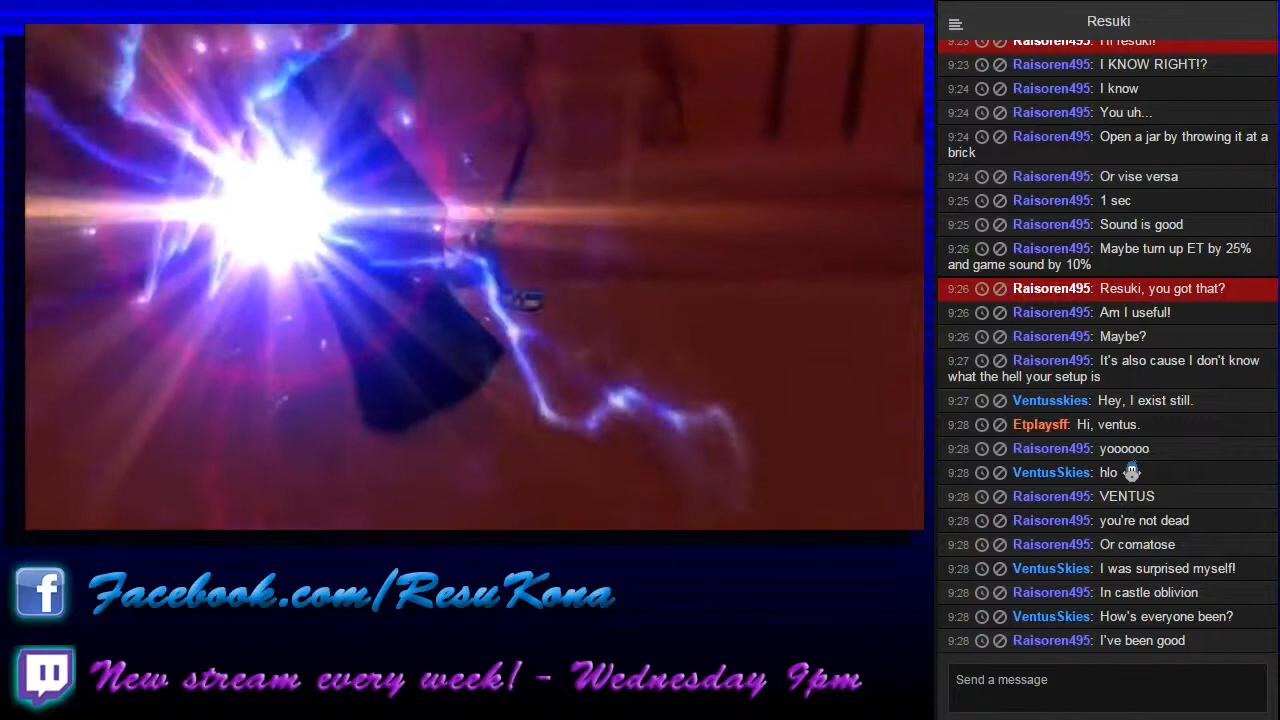 Resuki
9:23 Raisoren495: Hi resuki!
9:23 Raisoren495: I KNOW RIGHT!?
9:24 Raisoren495: I know
9:24 Raisoren495: You uh...
9:24 Raisoren495: Open a jar by throwing it at a
brick
9:24 Raisoren495: Or vise versa
9:25 Raisoren495: 1 sec
9:25 Raisoren495: Sound is good
9:26 Raisoren495: Maybe turn up ET by 25%
and game sound by 10%
9:26 Raisoren495: Resuki, you got that?
9:26 Raisoren495: Am I useful!
9:26 Raisoren495: Maybe?
9:27 Raisoren495: It's also cause I don't know
what the hell your setup is
9:27 Ventusskies: Hey, I exist still.
9:28 Etplaysff: Hi, ventus.
9:28 Raisoren495: yoooooo
9:28 VentusSkies: hlo
9:28 Raisoren495: VENTUS
9:28 Raisoren495: you're not dead
9:28 Raisoren495: Or comatose
9:28 VentusSkies: I was surprised myself!
9:28 Raisoren495: In castle oblivion
9:28 VentusSkies: How's everyone been?
9:28 Raisoren495: I've been good
Send a message
Facebook.com/ResuKona
New stream every week! - Wednesday 9pm